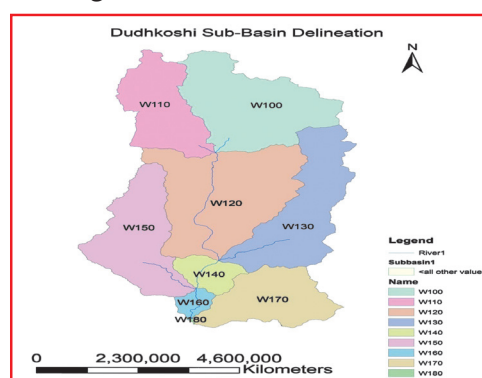 Dudhkoshi Sub-Basin Delineation
N
W110
W100
W120
W150
W130
W140
W160
W170
W180
Legend
River1
Subbasin1
<all other value
Name
W100
W110
W120
W130
W140
W150
W160
W170
W180
0 2,300,000 4,600,000
Kilometers